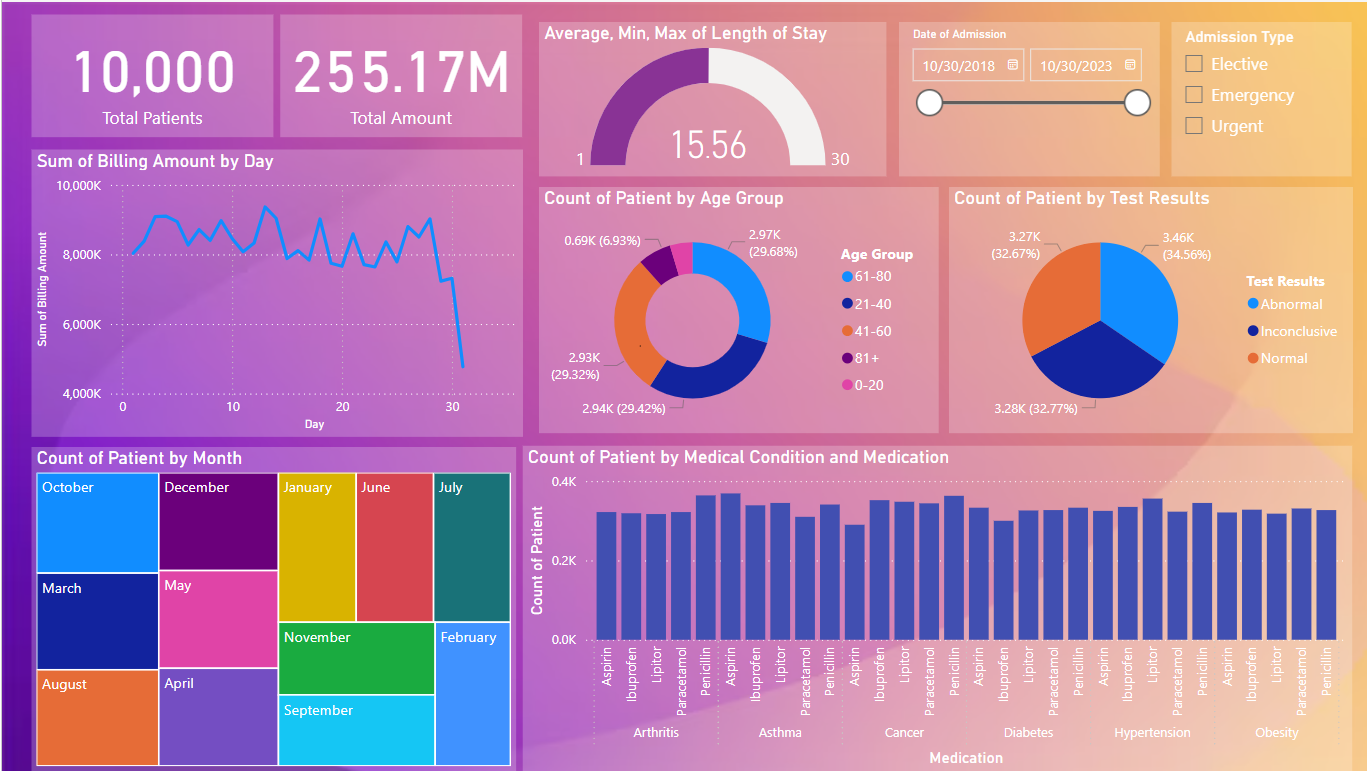 10,000
Total Patients
255.17M
Total Amount
Average, Min, Max of Length of Stay
15.56
1
30
Date of Admission
10/30/2018
10/30/2023
Admission Type
Elective
Emergency
Urgent
Sum of Billing Amount by Day
Sum of Billing Amount
10,000K
8,000K
6,000K
4,000K
0
10
20
30
Day
Count of Patient by Age Group
0.69K (6.93%)
2.97K
(29.68%)
2.93K
(29.32%)
2.94K (29.42%)
Age Group
61-80
21-40
41-60
81+
0-20
Count of Patient by Test Results
3.27K
(32.67%)
3.46K
(34.56%)
3.28K (32.77%)
Test Results
Abnormal
Inconclusive
Normal
Count of Patient by Month
October
December
January
June
July
March
May
August
April
November
February
September
Count of Patient by Medical Condition and Medication
Count of Patient
0.4K
0.2K
0.0K
Aspirin
Ibuprofen
Lipitor
Paracetamol
Penicillin
Aspirin
Ibuprofen
Lipitor
Paracetamol
Penicillin
Aspirin
Ibuprofen
Lipitor
Paracetamol
Penicillin
Aspirin
Ibuprofen
Lipitor
Paracetamol
Penicillin
Aspirin
Ibuprofen
Lipitor
Paracetamol
Penicillin
Aspirin
Ibuprofen
Lipitor
Paracetamol
Penicillin
Arthritis
Asthma
Cancer
Diabetes
Hypertension
Obesity
Medication